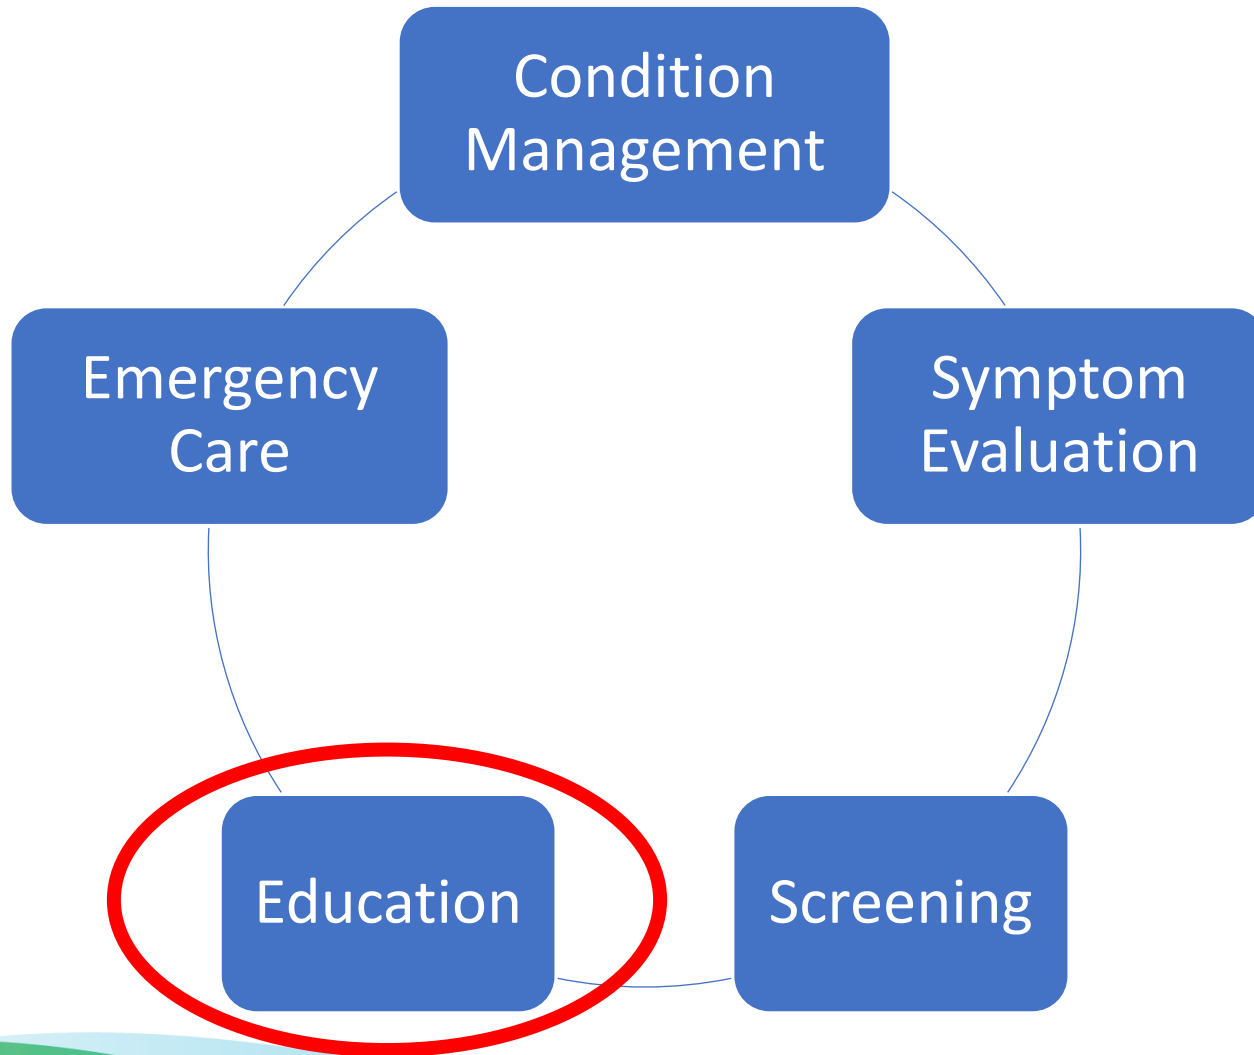 Condition
Management
Emergency
Care
Symptom
Evaluation
Education
Screening